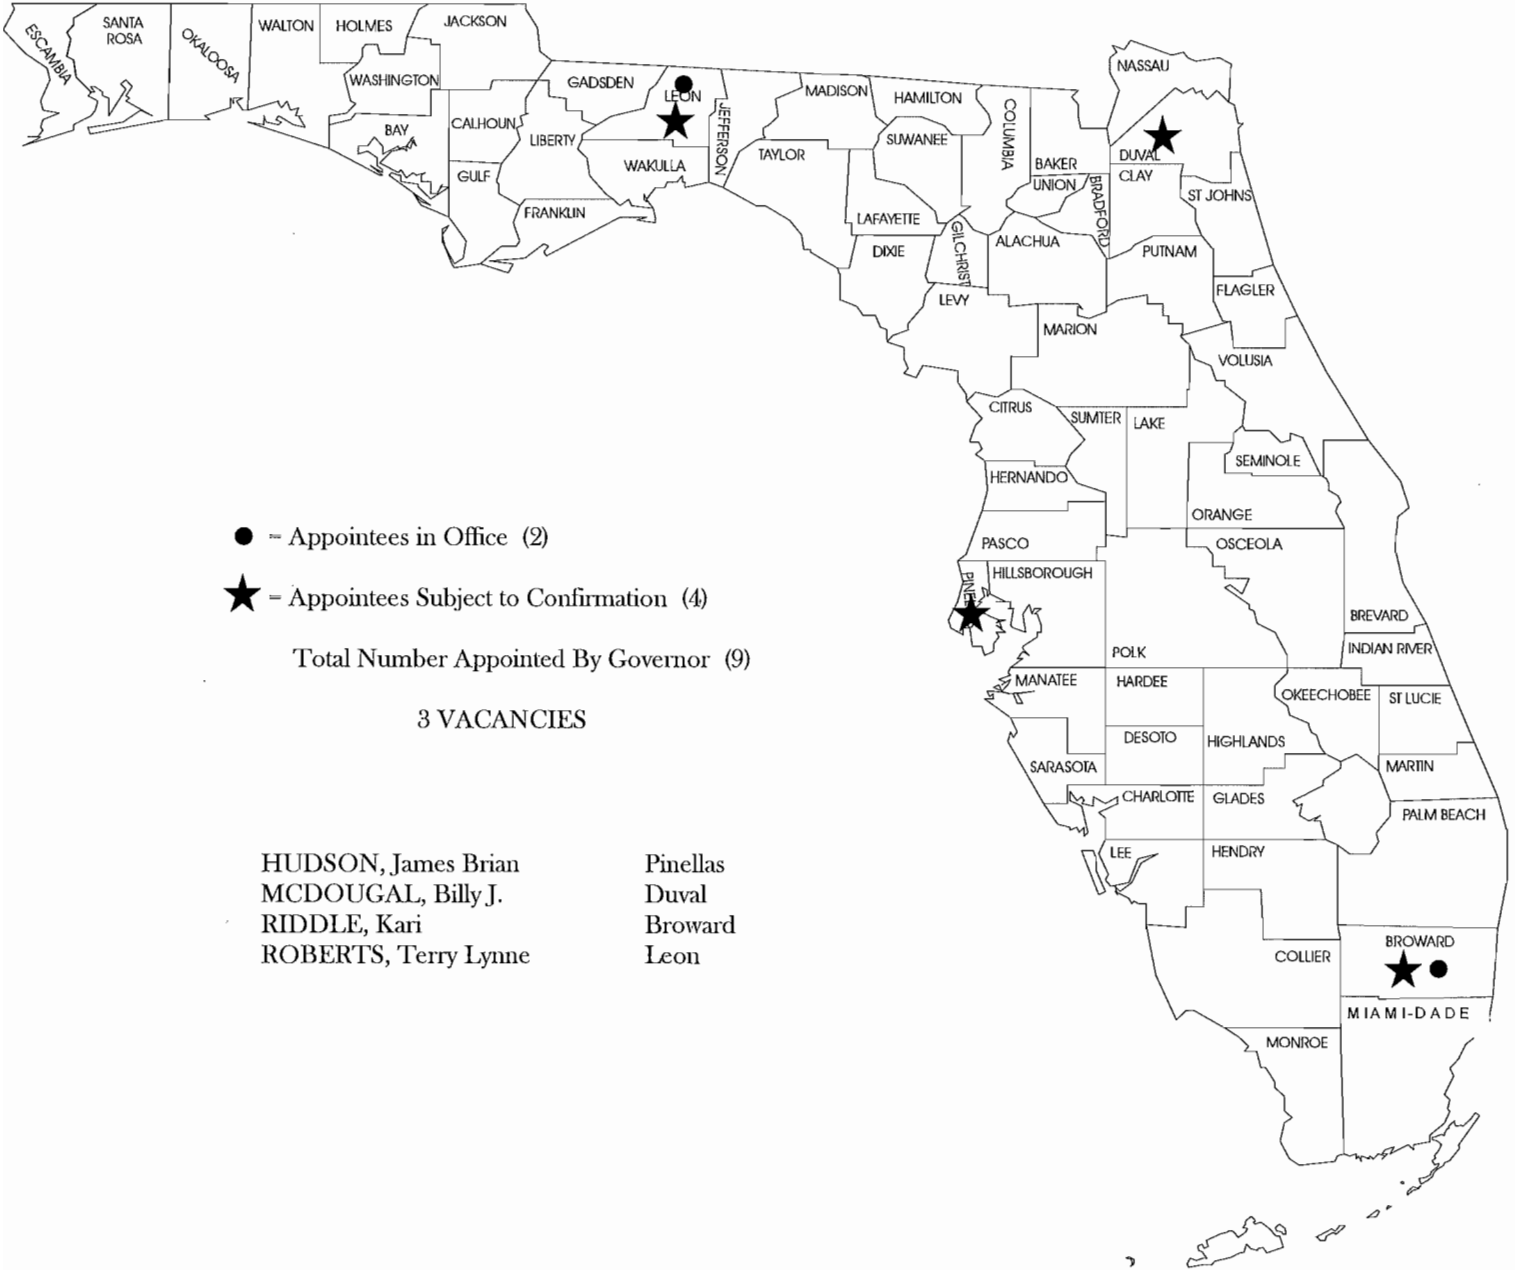 ESCAMBIA
SANTA
ROSA
OKALOOSA
WALTON
HOLMES
JACKSON
WASHINGTON
BAY
CALHOUN
GULF
GADSDEN
LIBERTY
FRANKLIN
LEON
WAKULLA
JEFFERSON
TAYLOR
MADISON
HAMILTON
SUWANEE
LAFAYETTE
DIXIE
COLUMBIA
GILCHRIST
BAKER
UNION
BRADFORD
ALACHUA
LEVY
NASSAU
DUVAL
CLAY
ST JOHNS
PUTNAM
FLAGLER
MARION
VOLUSIA
CITRUS
SUMTER
LAKE
SEMINOLE
HERNANDO
ORANGE
PASCO
OSCEOLA
PINE
HILLSBOROUGH
POLK
BREVARD
INDIAN RIVER
MANATEE
HARDEE
OKEECHOBEE
ST LUCIE
DESOTO
HIGHLANDS
SARASOTA
MARTIN
CHARLOTTE
GLADES
PALM BEACH
LEE
HENDRY
COLLIER
BROWARD
MIAMI-DADE
MONROE
= Appointees in Office (2)
= Appointees Subject to Confirmation (4)
Total Number Appointed By Governor (9)
3 VACANCIES
HUDSON, James Brian Pinellas
MCDOUGAL, Billy J. Duval
RIDDLE, Kari Broward
ROBERTS, Terry Lynne Leon